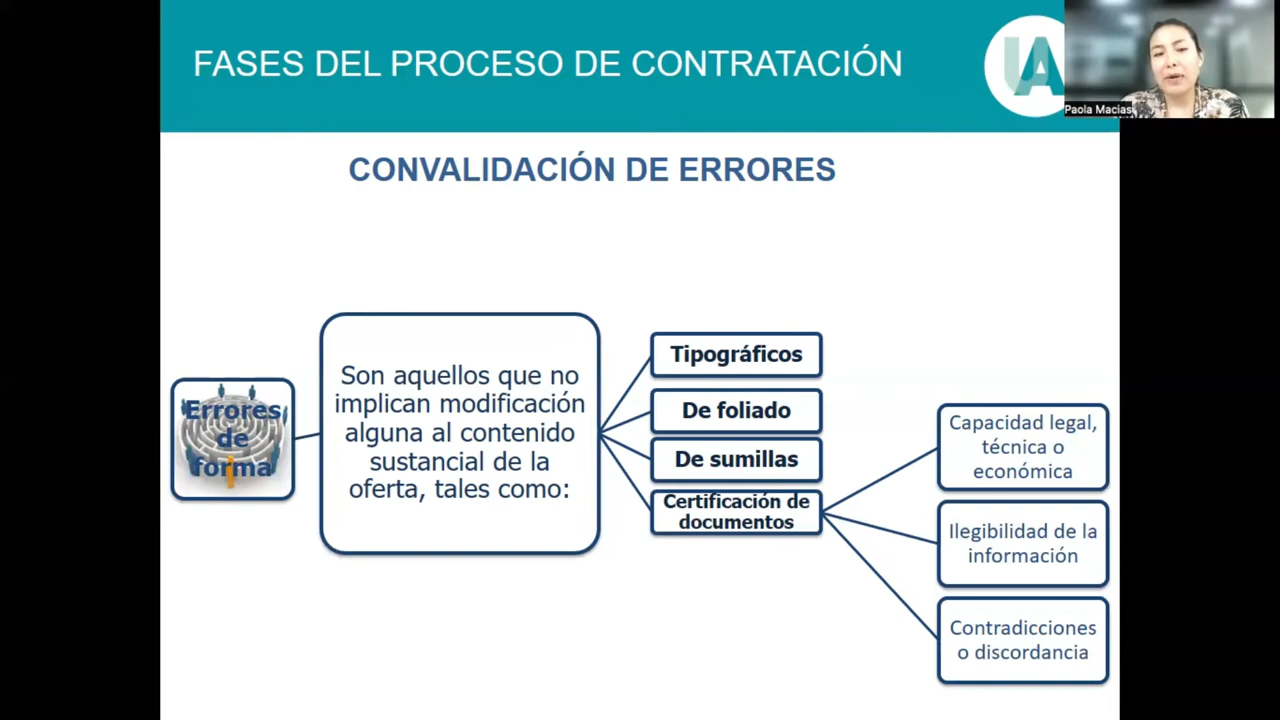 FASES DEL PROCESO DE CONTRATACIÓN
UA
Paola Macias
CONVALIDACIÓN DE ERRORES
Errores
de
forma
Son aquellos que no
implican modificación
alguna al contenido
sustancial de la
oferta, tales como:
Tipográficos
De foliado
De sumillas
Certificación de
documentos
Capacidad legal,
técnica o
económica
Ilegibilidad de la
información
Contradicciones
o discordancia